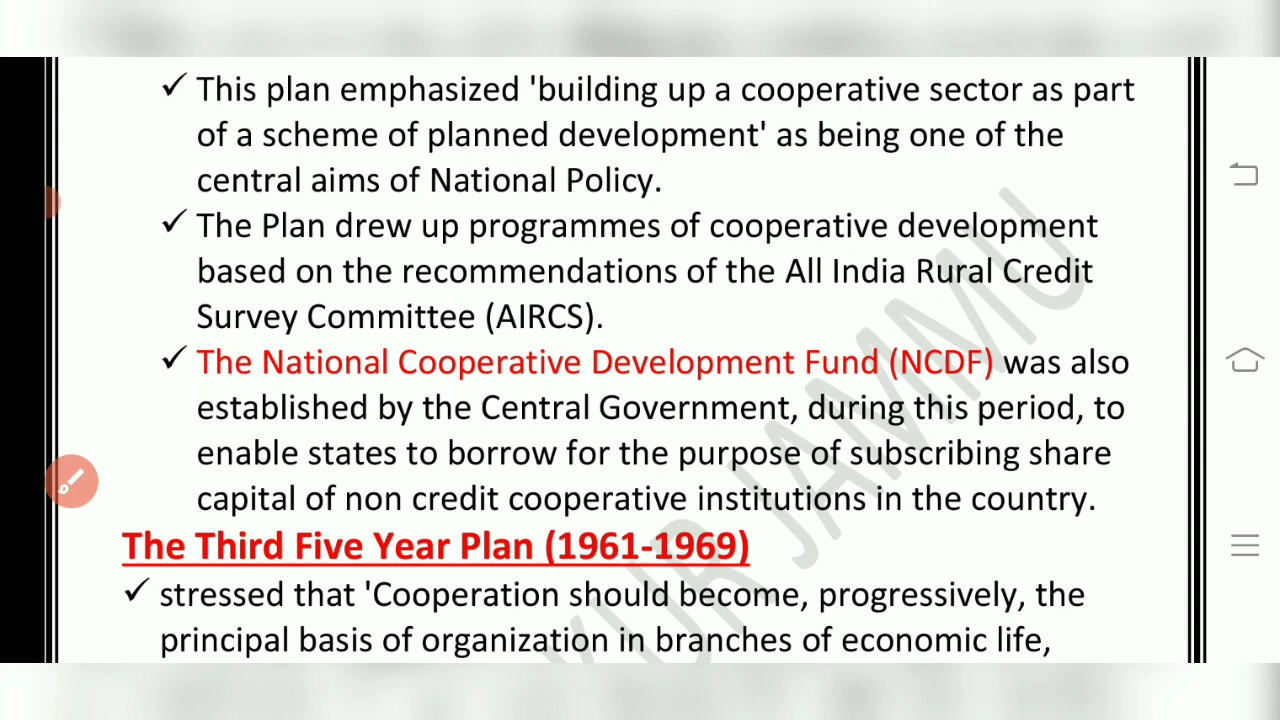 ✓ This plan emphasized 'building up a cooperative sector as part
of a scheme of planned development' as being one of the
central aims of National Policy.
✓ The Plan drew up programmes of cooperative development
based on the recommendations of the All India Rural Credit
Survey Committee (AIRCS).
✓ The National Cooperative Development Fund (NCDF) was also
established by the Central Government, during this period, to
enable states to borrow for the purpose of subscribing share
capital of non credit cooperative institutions in the country.
The Third Five Year Plan (1961-1969)
✓ stressed that 'Cooperation should become, progressively, the
principal basis of organization in branches of economic life,
JAMMU